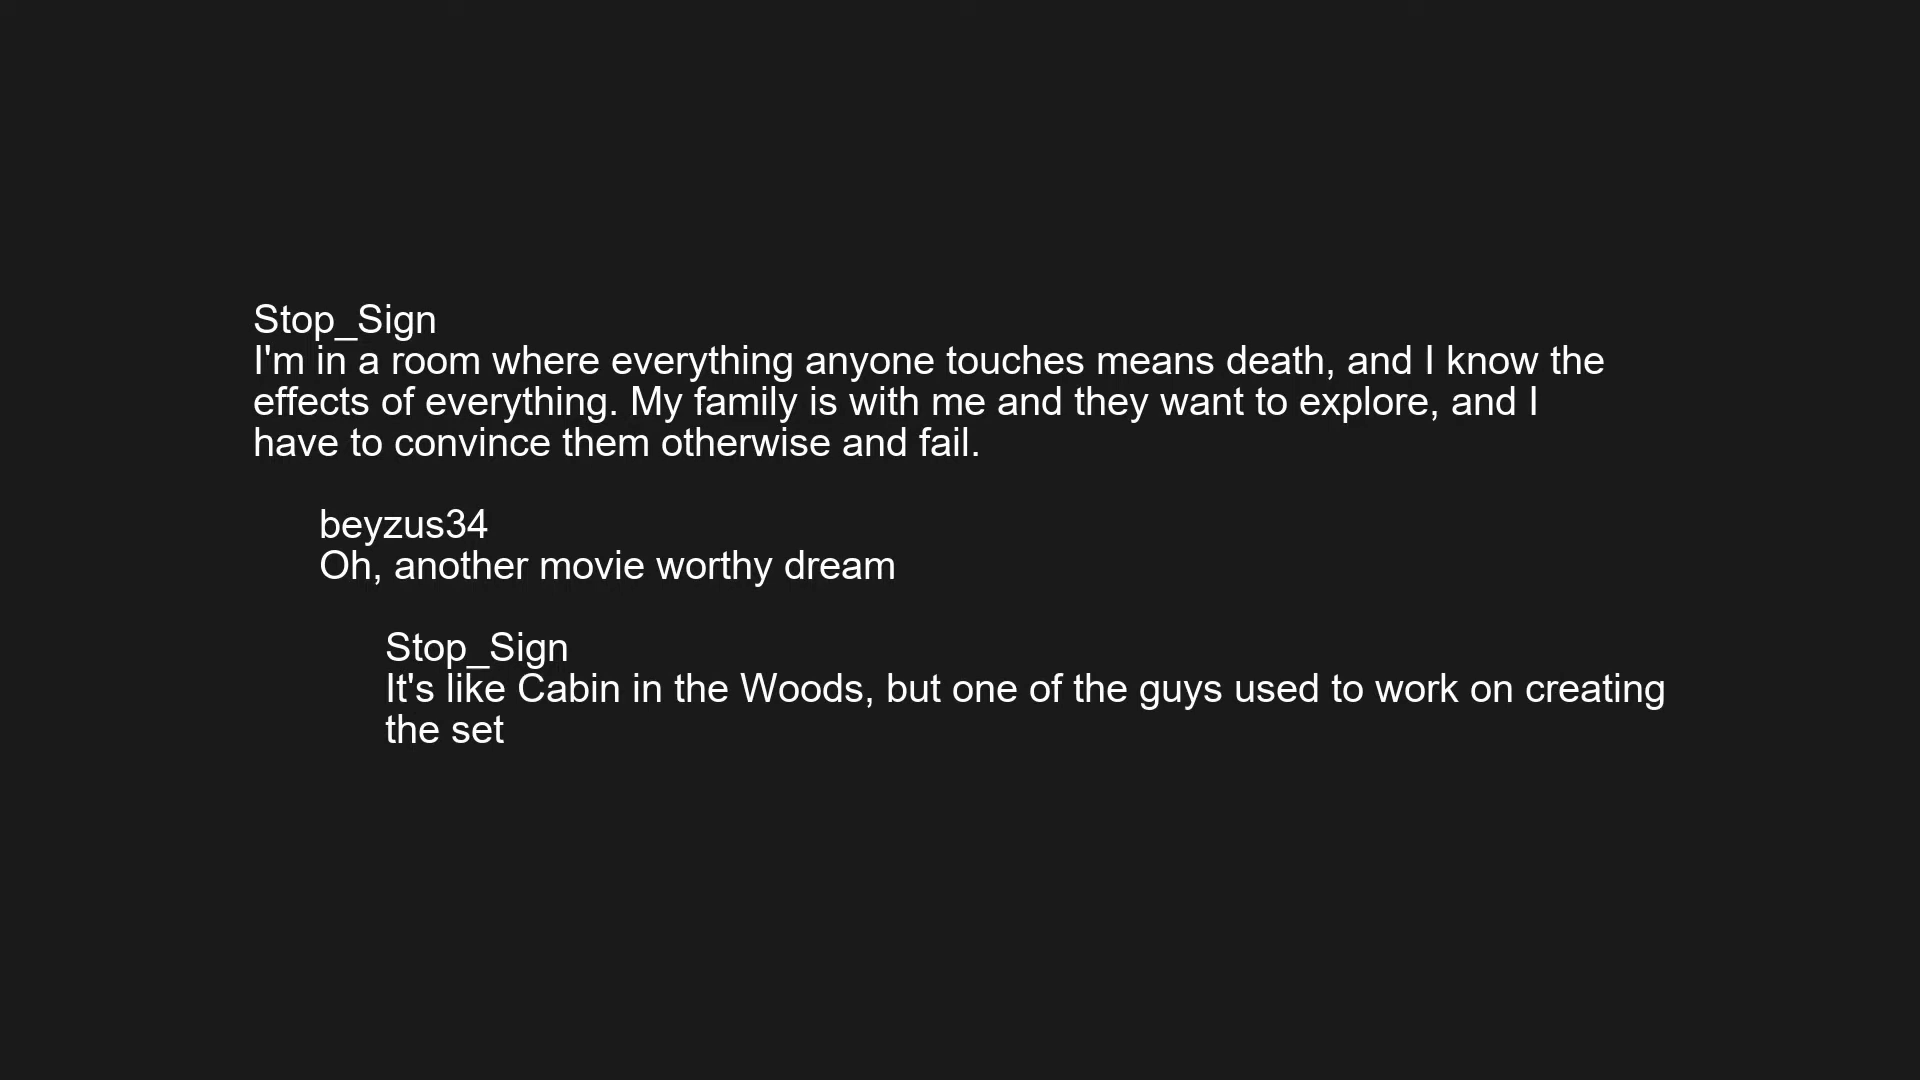 Stop_Sign
I'm in a room where everything anyone touches means death, and I know the
effects of everything. My family is with me and they want to explore, and I
have to convince them otherwise and fail.
beyzus34
Oh, another movie worthy dream
Stop_Sign
It's like Cabin in the Woods, but one of the guys used to work on creating
the set